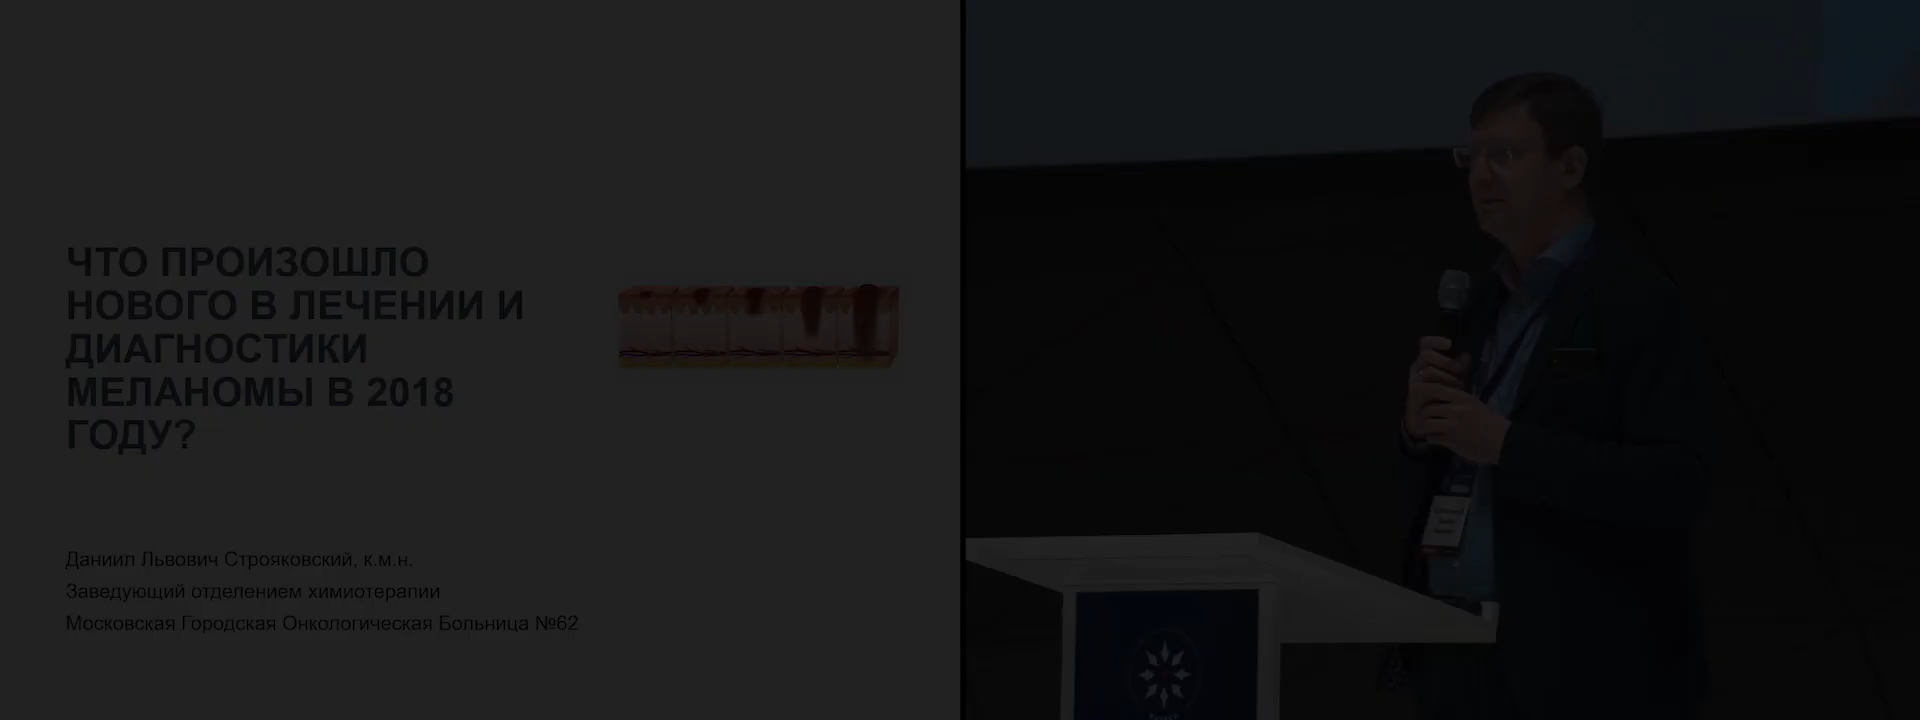 ЧТО ПРОИЗОШЛО
НОВОГО В ЛЕЧЕНИИ И
ДИАГНОСТИКИ
МЕЛАНОМЫ В 2018
ГОДУ?
Даниил Львович Строяковский, к.м.н.
Заведующий отделением химиотерапии
Московская Городская Онкологическая Больница №62